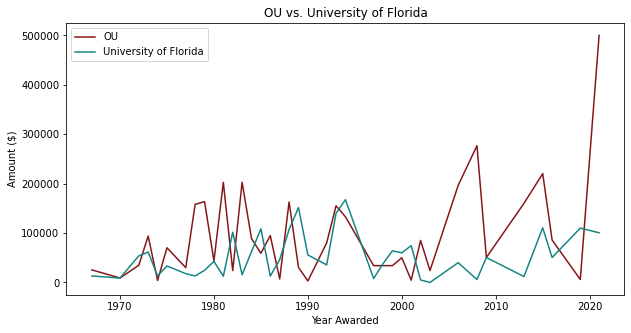 OU vs. University of Florida
OU
University of Florida
500000
400000
300000
200000
100000
0
Amount ($)
1970
1980
1990
2000
2010
2020
Year Awarded